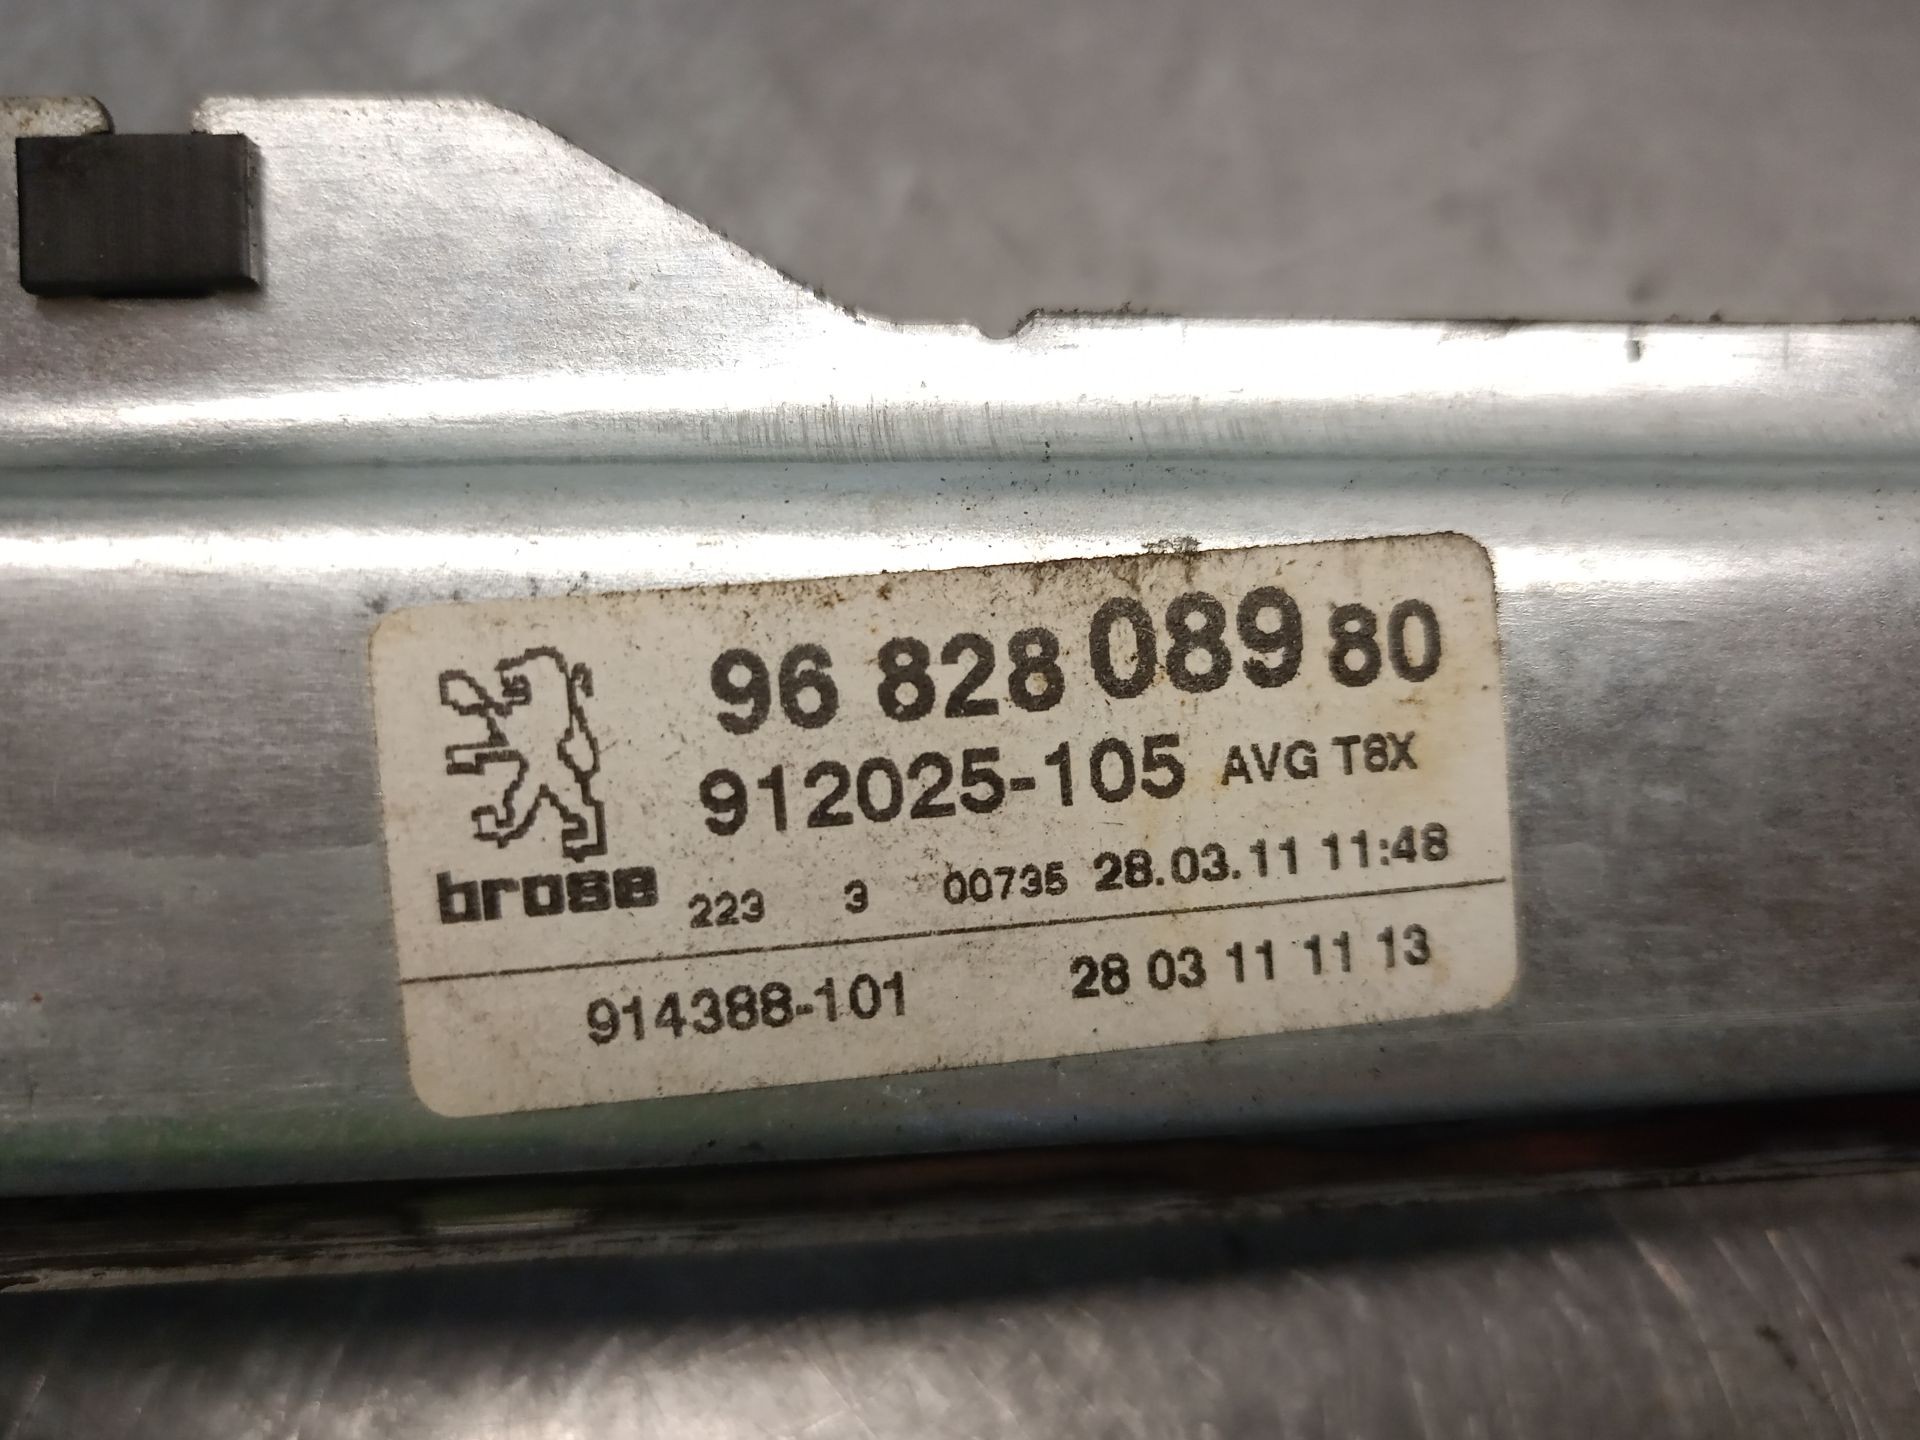 96 828 089 80
912025-105 AVG T8X
brose 223 3 00735 28.03.11 11:48
914388-101 28 03 11 11 13